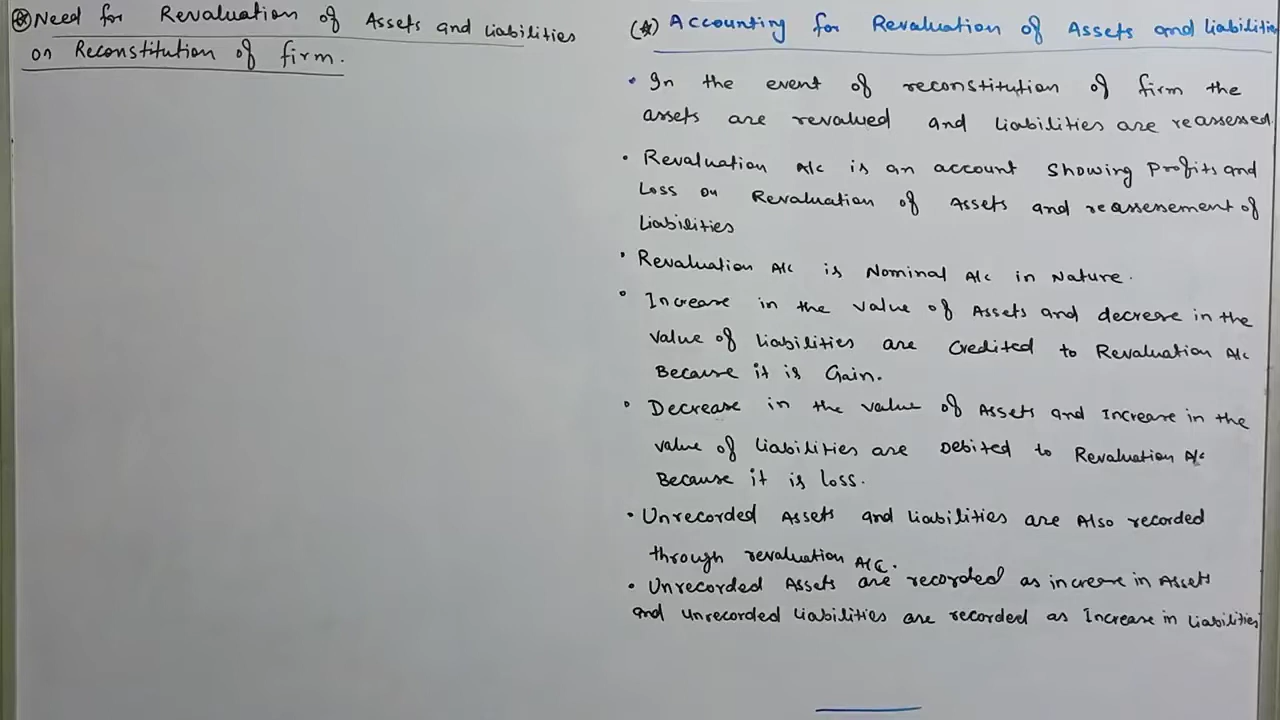 (*) Need for Revaluation of Assets and Liabilities
on Reconstitution of firm.
(*) Accounting for Revaluation of Assets and Liabilities
• In the event of reconstitution of firm the
assets are revalued and liabilities are reassessed.
• Revaluation A/c is an account showing Profits and
Loss on Revaluation of Assets and reassessement of
Liabilities
• Revaluation A/c is Nominal A/c in Nature.
• Increase in the value of Assets and decrease in the
value of liabilities are credited to Revaluation A/c
Because it is Gain.
• Decrease in the value of Assets and Increase in the
value of liabilities are Debited to Revaluation A/c
Because it is loss.
• Unrecorded Assets and liabilities are Also recorded
through revaluation A/c.
• Unrecorded Assets are recorded as increase in Assets
and unrecorded liabilities are recorded as Increase in liabilities